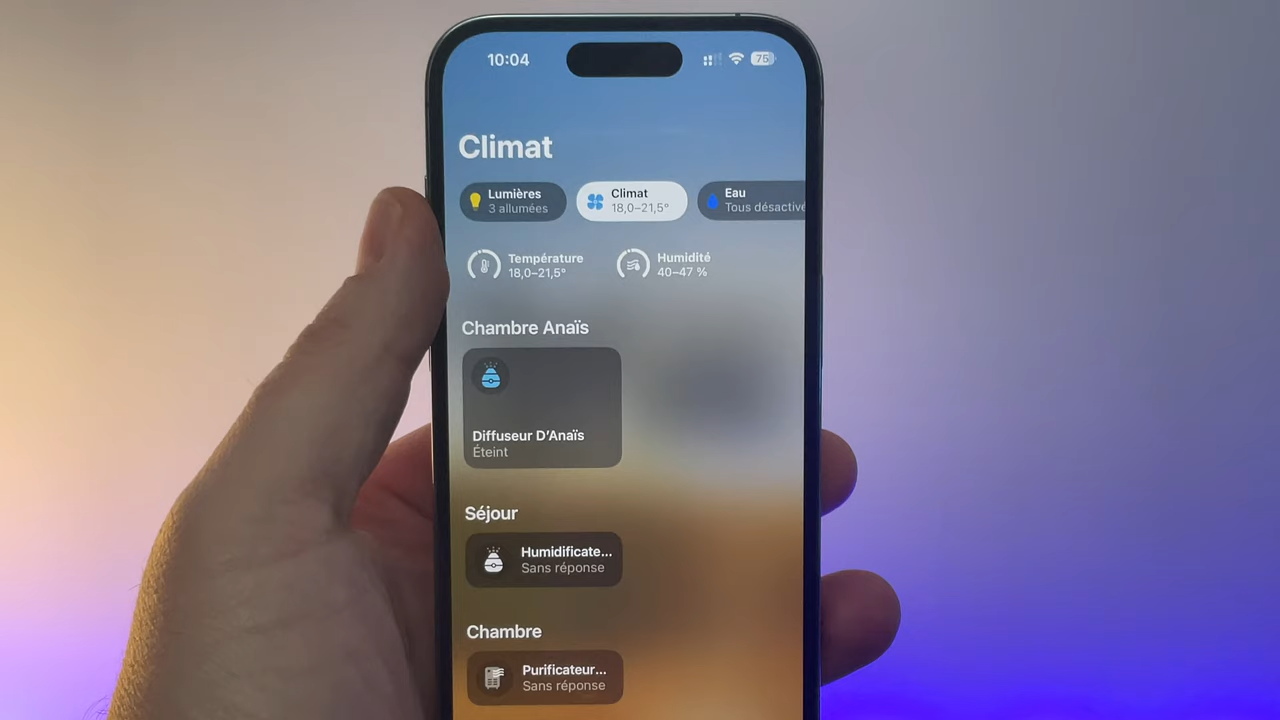 10:04
75
Climat
Lumières
3 allumées
Climat
18,0–21,5°
Eau
Tous désactivé
Température
18,0–21,5°
Humidité
40–47 %
Chambre Anaïs
Diffuseur D’Anaïs
Éteint
Séjour
Humidificate...
Sans réponse
Chambre
Purificateur...
Sans réponse